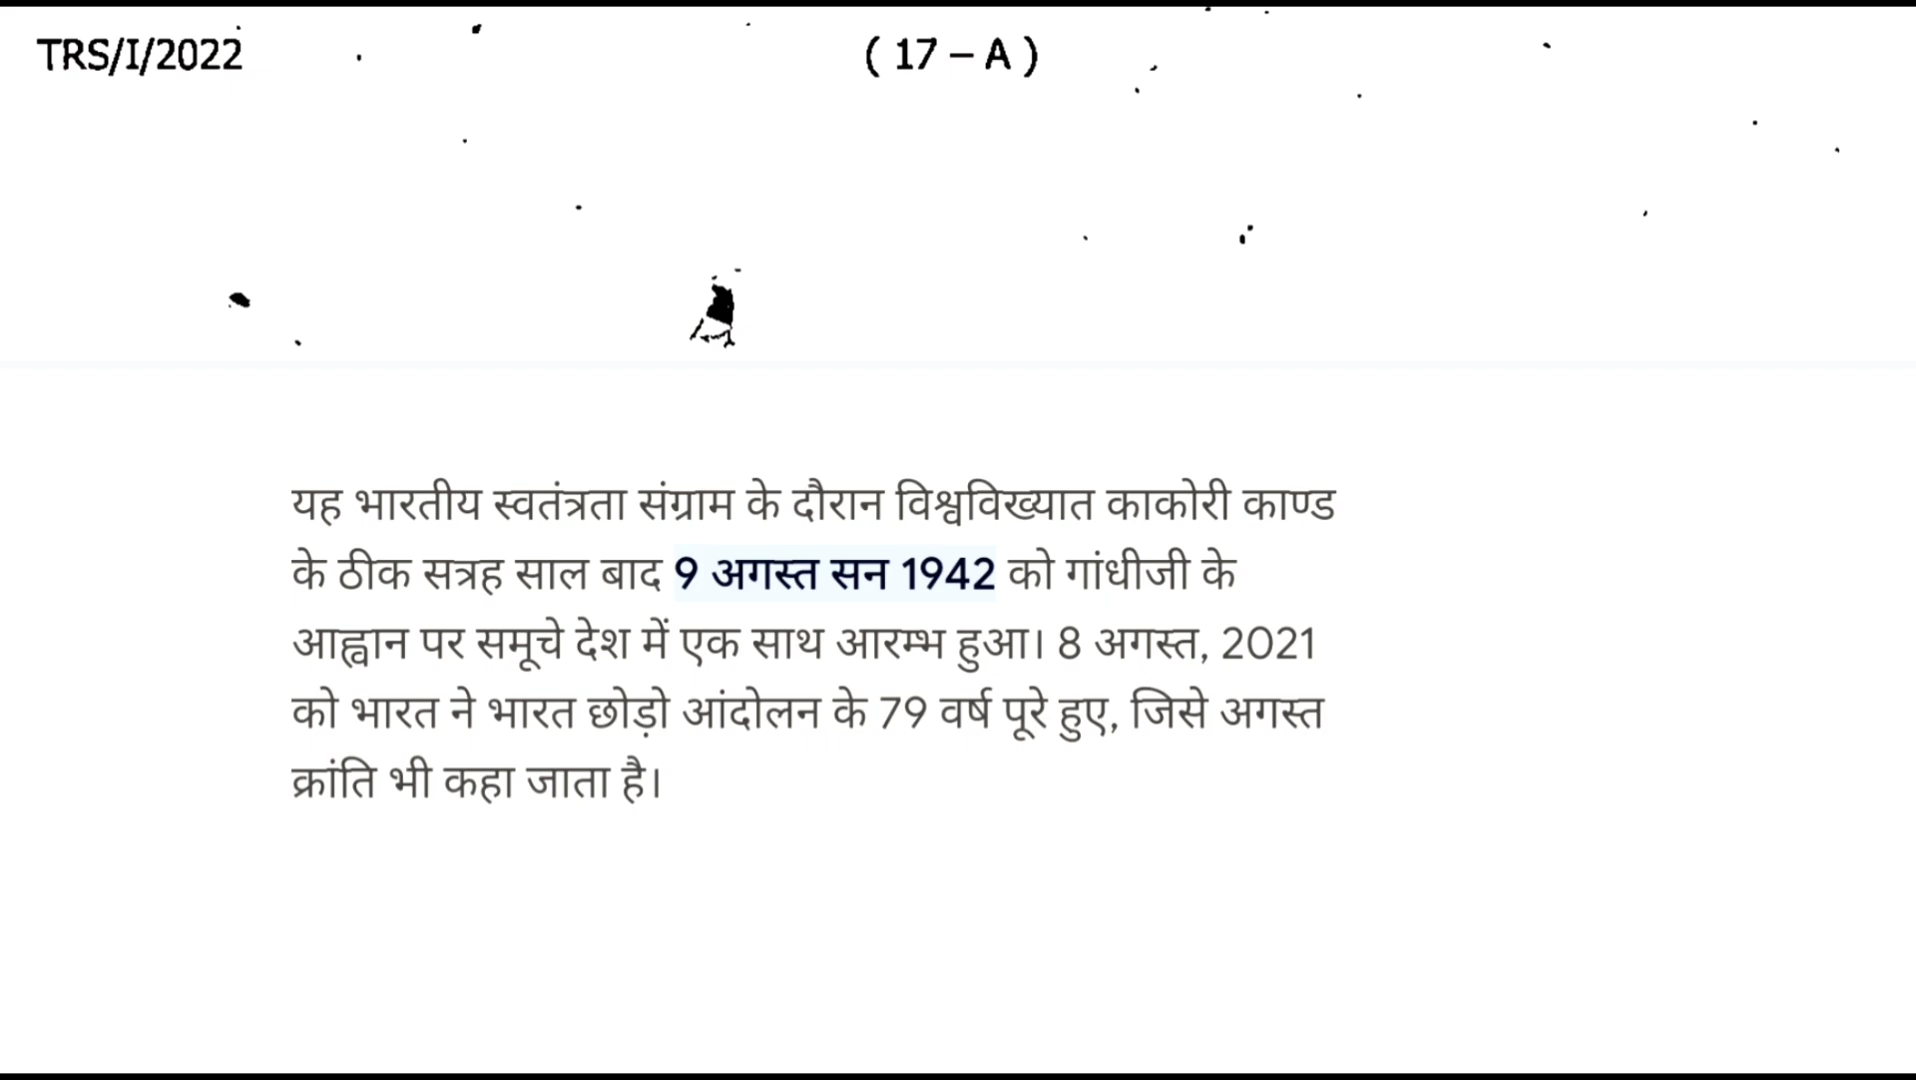 TRS/I/2022
( 17 – A )
यह भारतीय स्वतंत्रता संग्राम के दौरान विश्वविख्यात काकोरी काण्ड
के ठीक सत्रह साल बाद 9 अगस्त सन 1942 को गांधीजी के
आह्वान पर समूचे देश में एक साथ आरम्भ हुआ। 8 अगस्त, 2021
को भारत ने भारत छोड़ो आंदोलन के 79 वर्ष पूरे हुए, जिसे अगस्त
क्रांति भी कहा जाता है।